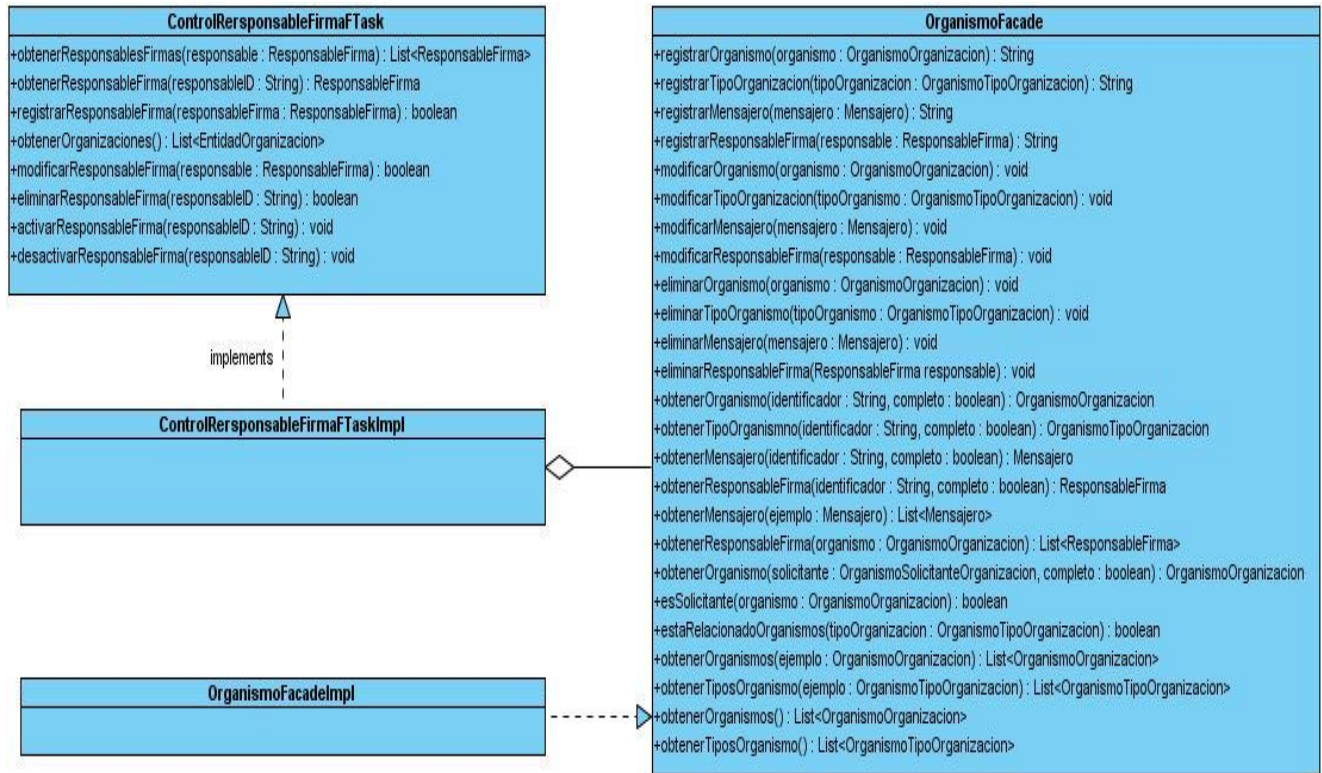 ControlRersponsableFirmaFTask
+obtenerResponsablesFirmas(responsable : ResponsableFirma) : List<ResponsableFirma>
+obtenerResponsableFirma(responsableID : String) : ResponsableFirma
+registrarResponsableFirma(responsableFirma : ResponsableFirma) : boolean
+obtenerOrganizaciones() : List<EntidadOrganizacion>
+modificarResponsableFirma(responsable : ResponsableFirma) : boolean
+eliminarResponsableFirma(responsableID : String) : boolean
+activarResponsableFirma(responsableID : String) : void
+desactivarResponsableFirma(responsableID : String) : void
implements
ControlRersponsableFirmaFTaskImpl
OrganismoFacadeImpl
OrganismoFacade
+registrarOrganismo(organismo : OrganismoOrganizacion) : String
+registrarTipoOrganizacion(tipoOrganizacion : OrganismoTipoOrganizacion) : String
+registrarMensajero(mensajero : Mensajero) : String
+registrarResponsableFirma(responsable : ResponsableFirma) : String
+modificarOrganismo(organismo : OrganismoOrganizacion) : void
+modificarTipoOrganizacion(tipoOrganismo : OrganismoTipoOrganizacion) : void
+modificarMensajero(mensajero : Mensajero) : void
+modificarResponsableFirma(responsable : ResponsableFirma) : void
+eliminarOrganismo(organismo : OrganismoOrganizacion) : void
+eliminarTipoOrganismo(tipoOrganismo : OrganismoTipoOrganizacion) : void
+eliminarMensajero(mensajero : Mensajero) : void
+eliminarResponsableFirma(ResponsableFirma responsable) : void
+obtenerOrganismo(identificador : String, completo : boolean) : OrganismoOrganizacion
+obtenerTipoOrganismno(identificador : String, completo : boolean) : OrganismoTipoOrganizacion
+obtenerMensajero(identificador : String, completo : boolean) : Mensajero
+obtenerResponsableFirma(identificador : String, completo : boolean) : ResponsableFirma
+obtenerMensajero(ejemplo : Mensajero) : List<Mensajero>
+obtenerResponsableFirma(organismo : OrganismoOrganizacion) : List<ResponsableFirma>
+obtenerOrganismo(solicitante : OrganismoSolicitanteOrganizacion, completo : boolean) : OrganismoOrganizacion
+esSolicitante(organismo : OrganismoOrganizacion) : boolean
+estaRelacionadoOrganismos(tipoOrganizacion : OrganismoTipoOrganizacion) : boolean
+obtenerOrganismos(ejemplo : OrganismoOrganizacion) : List<OrganismoOrganizacion>
+obtenerTiposOrganismo(ejemplo : OrganismoTipoOrganizacion) : List<OrganismoTipoOrganizacion>
+obtenerOrganismos() : List<OrganismoOrganizacion>
+obtenerTiposOrganismo() : List<OrganismoTipoOrganizacion>